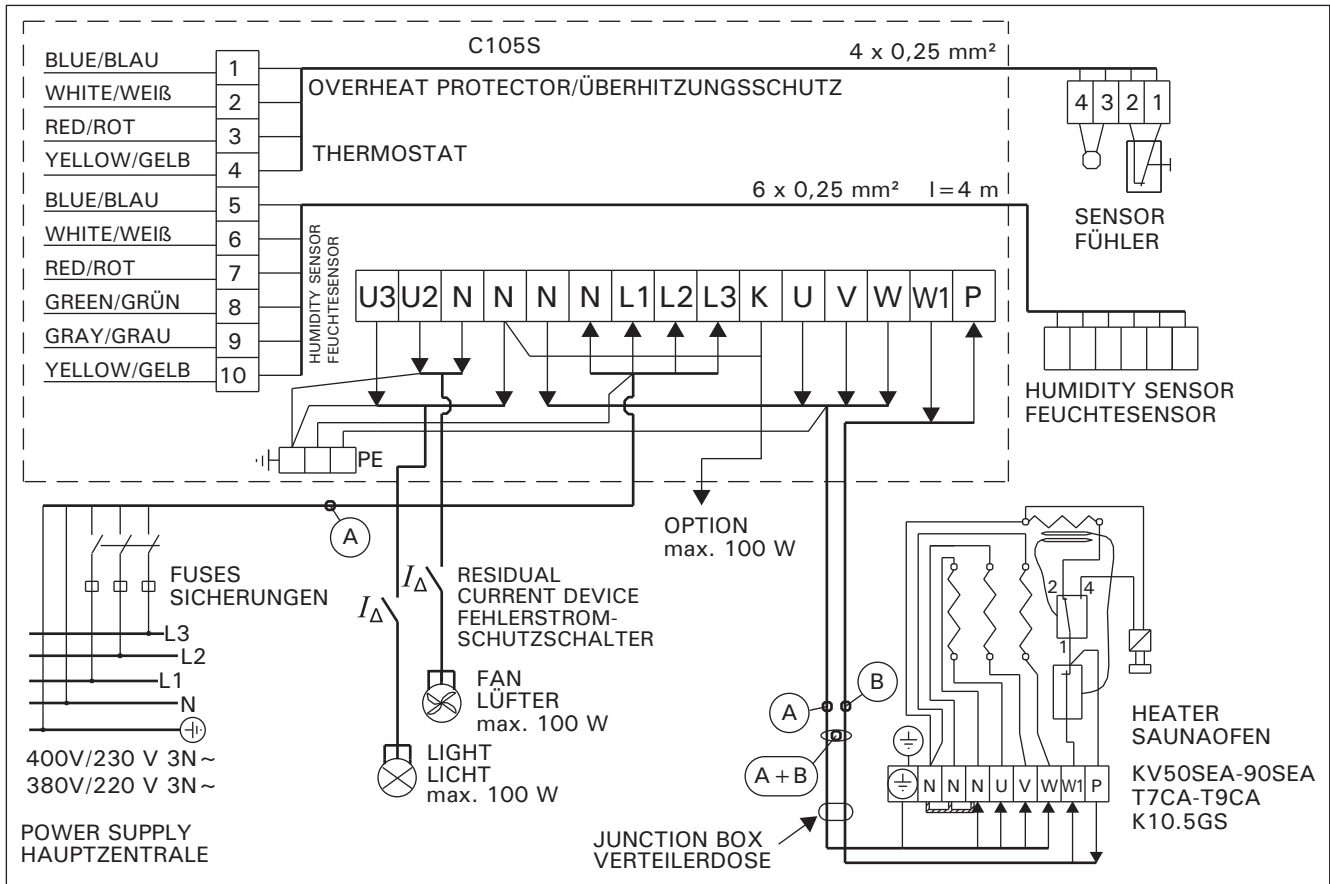 C105S
4 x 0,25 mm²
BLUE/BLAU 1
WHITE/WEIß 2
RED/ROT 3
YELLOW/GELB 4
BLUE/BLAU 5
WHITE/WEIß 6
RED/ROT 7
GREEN/GRÜN 8
GRAY/GRAU 9
YELLOW/GELB 10
OVERHEAT PROTECTOR/ÜBERHITZUNGSSCHUTZ
THERMOSTAT
4 3 2 1
SENSOR
FÜHLER
6 x 0,25 mm² l=4 m
HUMIDITY SENSOR
FEUCHTESENSOR
U3 U2 N N N N L1 L2 L3 K U V W W1 P
HUMIDITY SENSOR
FEUCHTESENSOR
PE
A
OPTION
max. 100 W
FUSES
SICHERUNGEN
L3
L2
L1
N
400V/230 V 3N~
380V/220 V 3N~
POWER SUPPLY
HAUPTZENTRALE
IΔ
IΔ
RESIDUAL
CURRENT DEVICE
FEHLERSTROM-
SCHUTZSCHALTER
FAN
LÜFTER
max. 100 W
LIGHT
LICHT
max. 100 W
A
B
A+B
JUNCTION BOX
VERTEILERDOSE
2 4
1
N N N U V W W1 P
HEATER
SAUNAOFEN
KV50SEA-90SEA
T7CA-T9CA
K10.5GS